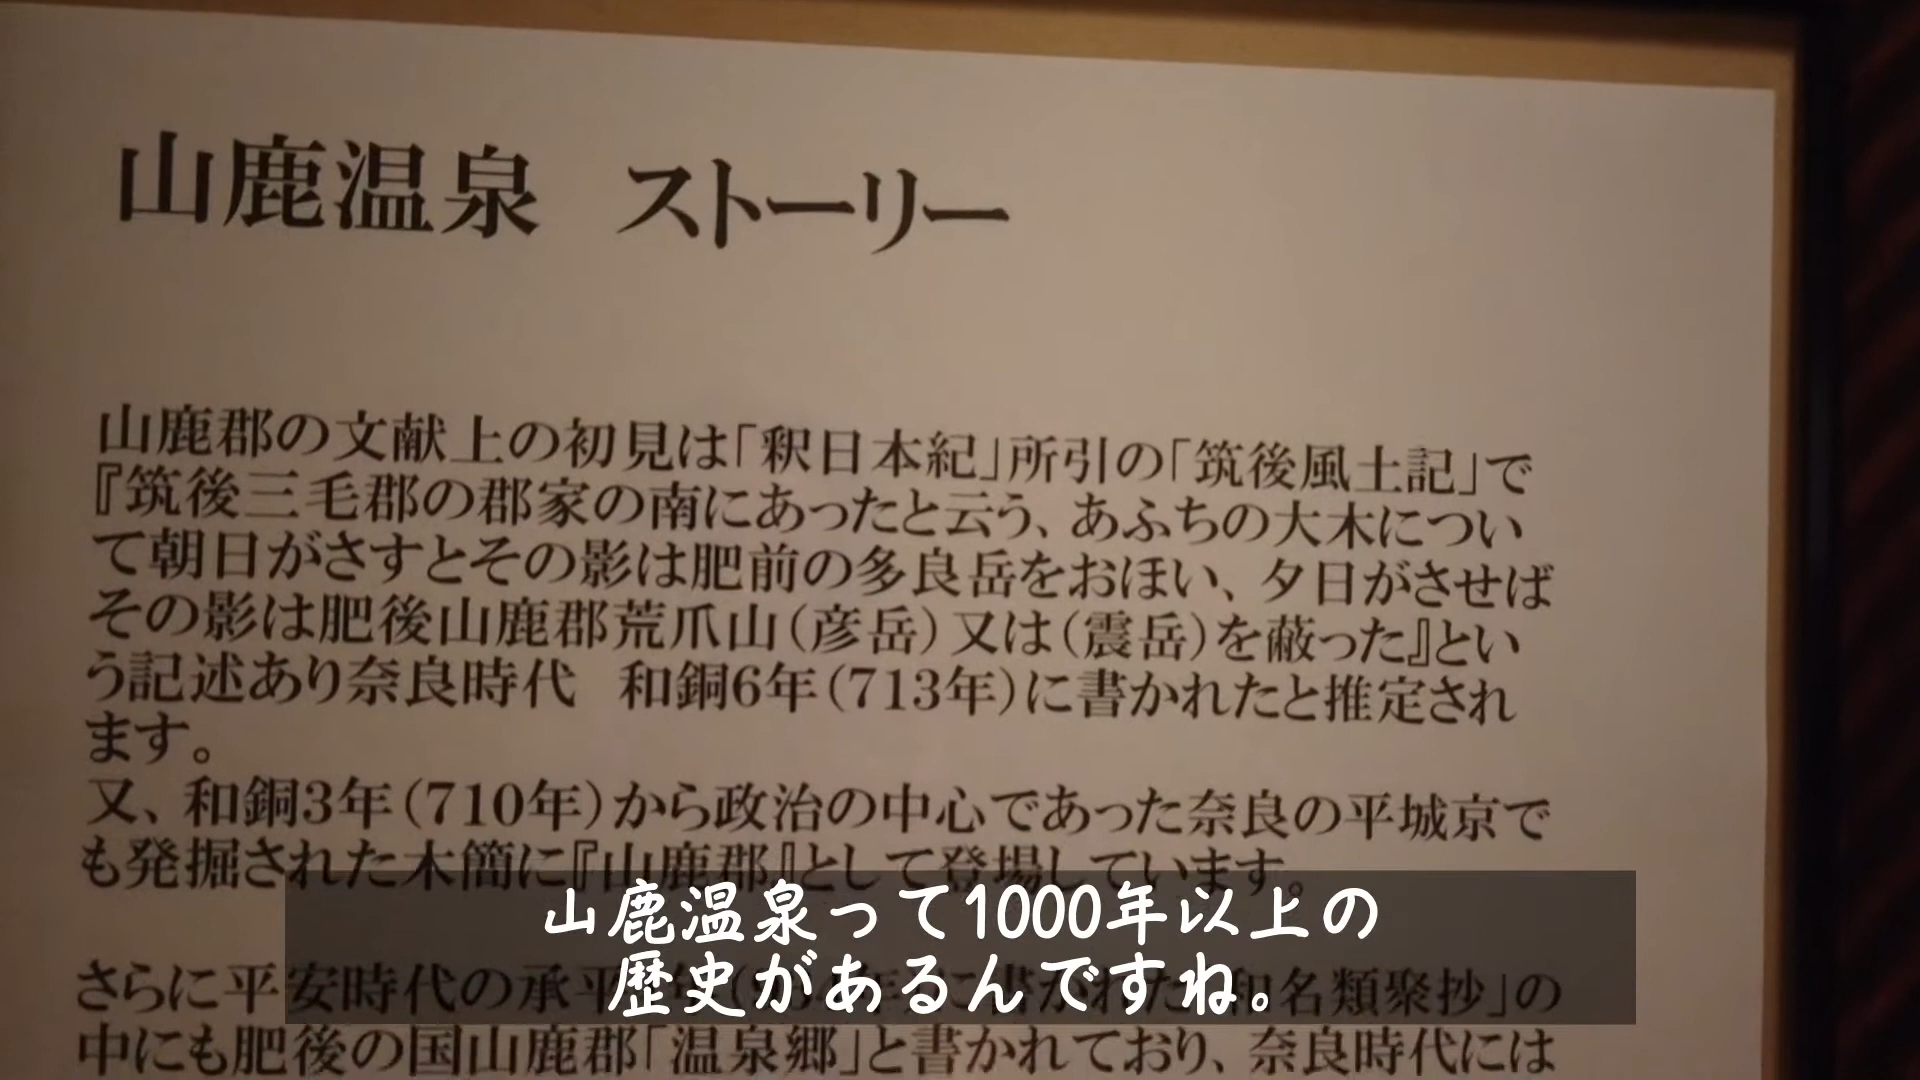 山鹿温泉　ストーリー
山鹿郡の文献上の初見は「釈日本紀」所引の「筑後風土記」で
『筑後三毛郡の郡家の南にあったと云う、あふちの大木につい
て朝日がさすとその影は肥前の多良岳をおほい、夕日がさせば
その影は肥後山鹿郡荒爪山(彦岳)又は(震岳)を蔽った』とい
う記述あり奈良時代　和銅6年(713年)に書かれたと推定され
ます。
又、和銅3年(710年)から政治の中心であった奈良の平城京で
も発掘された木簡に『山鹿郡』として登場しています。
山鹿温泉って1000年以上の
歴史があるんですね。
さらに平安時代の承平
名類聚抄」の
中にも肥後の国山鹿郡「温泉郷」と書かれており、奈良時代には